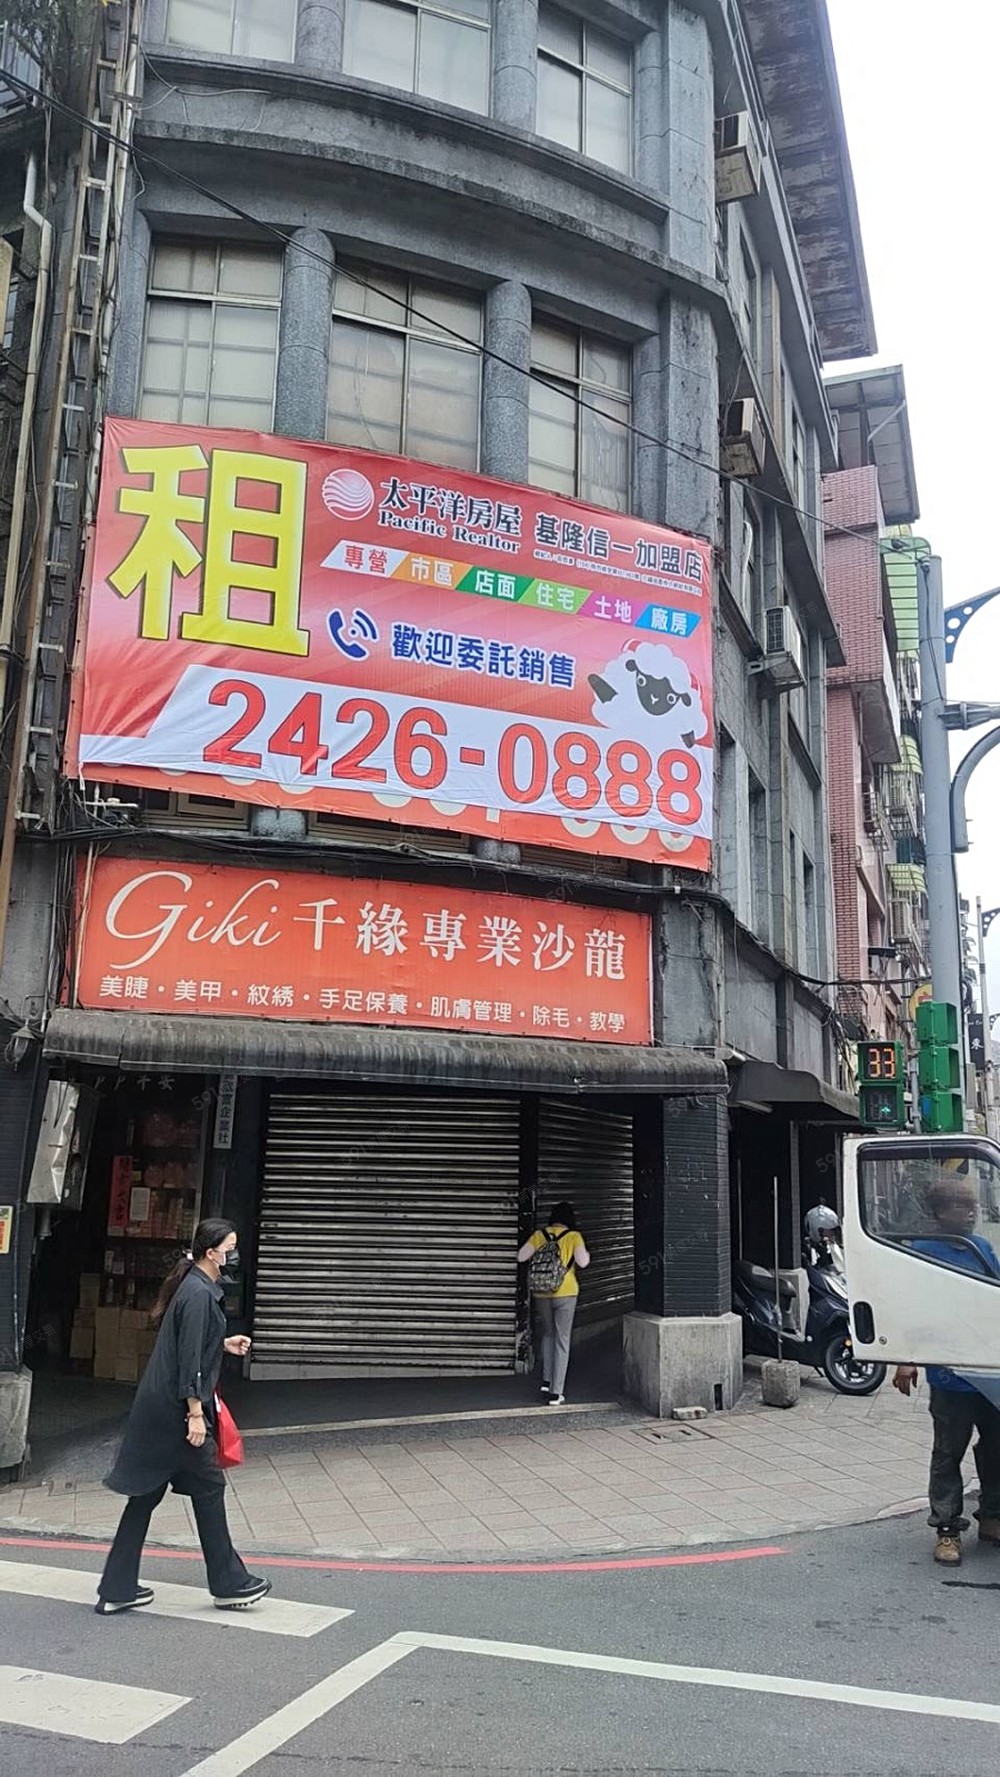 租
太平洋房屋
Pacific Realtor
基隆信一加盟店
專營 市區 店面 住宅 土地 廠房
歡迎委託銷售
2426-0888
Giki 千緣專業沙龍
美睫・美甲・紋綉・手足保養・肌膚管理・除毛・教學
33